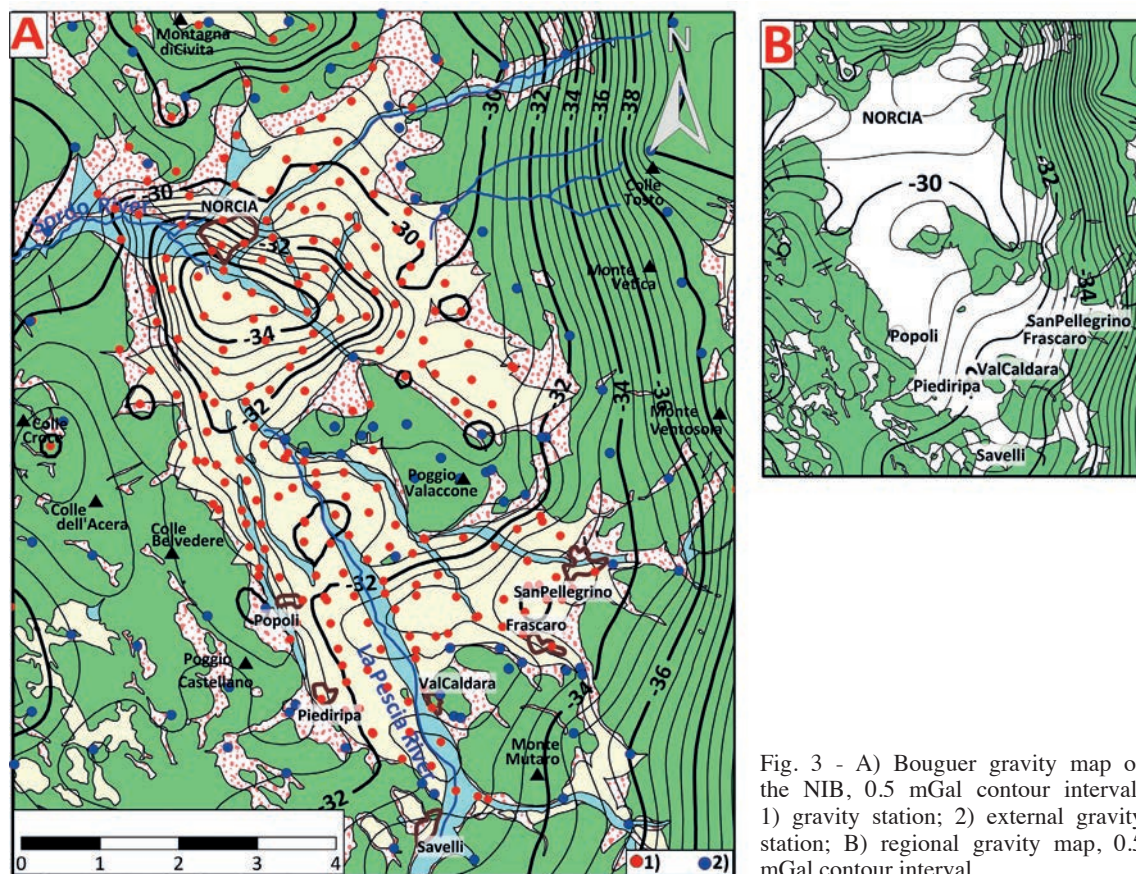 A
Montagna
diCivita
N
-30
-32
-34
-36
-38
Colle
Tosto
Sordo River
-30
NORCIA
-32
-30
-34
Monte
Vetica
-32
-32
-34
Monte
Ventosola
Colle
Croce
Poggio
Valaccone
Colle
dell'Acera
Colle
Belvedere
-32
SanPellegrino
Popoli
Frascaro
Poggio
Castellano
La Pescia River
ValCaldara
-34
-36
Piediripa
Monte
Mutaro
-32
Savelli
0 1 2 3 4
1) 2)
B
NORCIA
-32
-30
-34
SanPellegrino
Frascaro
Popoli
ValCaldara
Piediripa
Savelli
Fig. 3 - A) Bouguer gravity map
the NIB, 0.5 mGal contour interval
1) gravity station; 2) external gravity
station; B) regional gravity map, 0.5
mGal contour interval